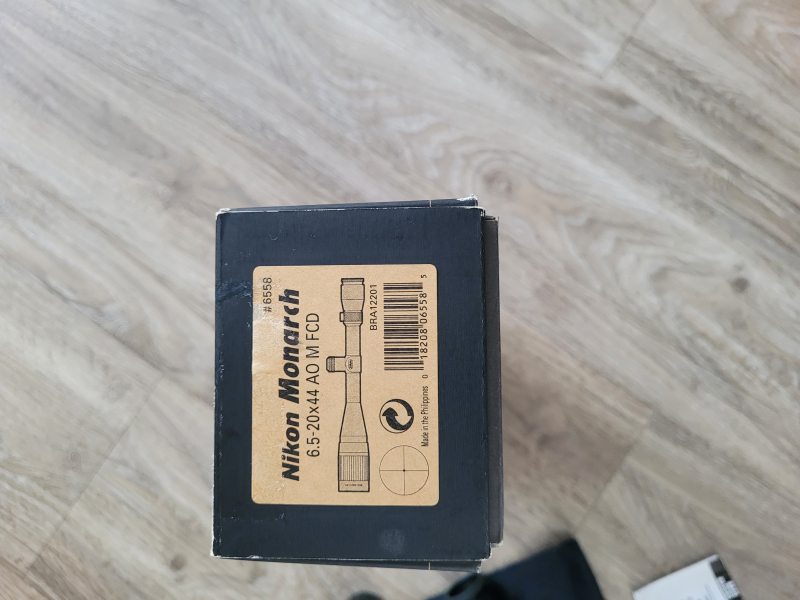 #6558
Nikon Monarch
6.5-20x44 AO M FCD
BRA12201
0 18208 06558 5
Made in the Philippines